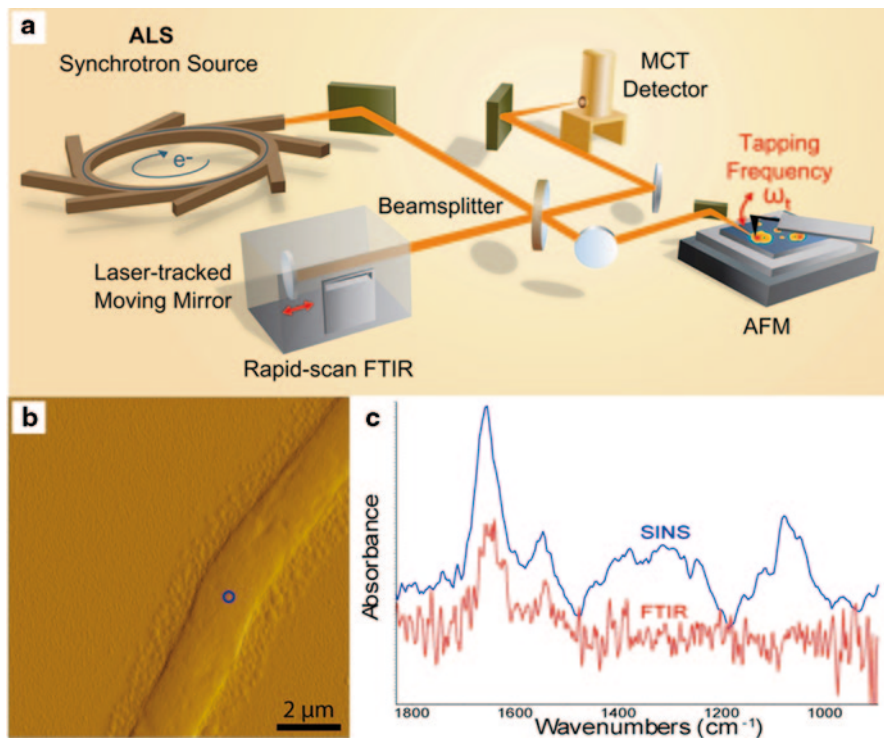 a
ALS
Synchrotron Source
MCT
Detector
Tapping
Frequency
ωt
e-
Beamsplitter
Laser-tracked
Moving Mirror
Rapid-scan FTIR
AFM
b
2 µm
c
Absorbance
SINS
FTIR
1800 1600 1400 1200 1000
Wavenumbers (cm⁻¹)